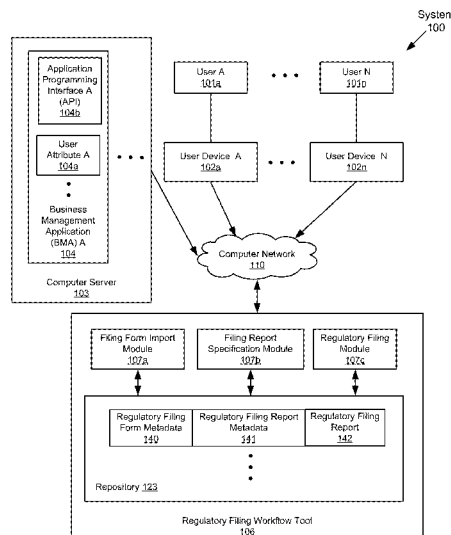 System
100
Application
Programming
Interface A
(API)
104b
User
Attribute A
104a
Business
Management
Application
(BMA) A
104
Computer Server
103
User A
101a
User N
101n
User Device A
102a
User Device N
102n
Computer Network
110
Filing Form Import
Module
107a
Filing Report
Specification Module
107b
Regulatory Filing
Module
107c
Regulatory Filing
Form Metadata
140
Regulatory Filing Report
Metadata
141
Regulatory Filing
Report
142
Repository 123
Regulatory Filing Workflow Tool
106